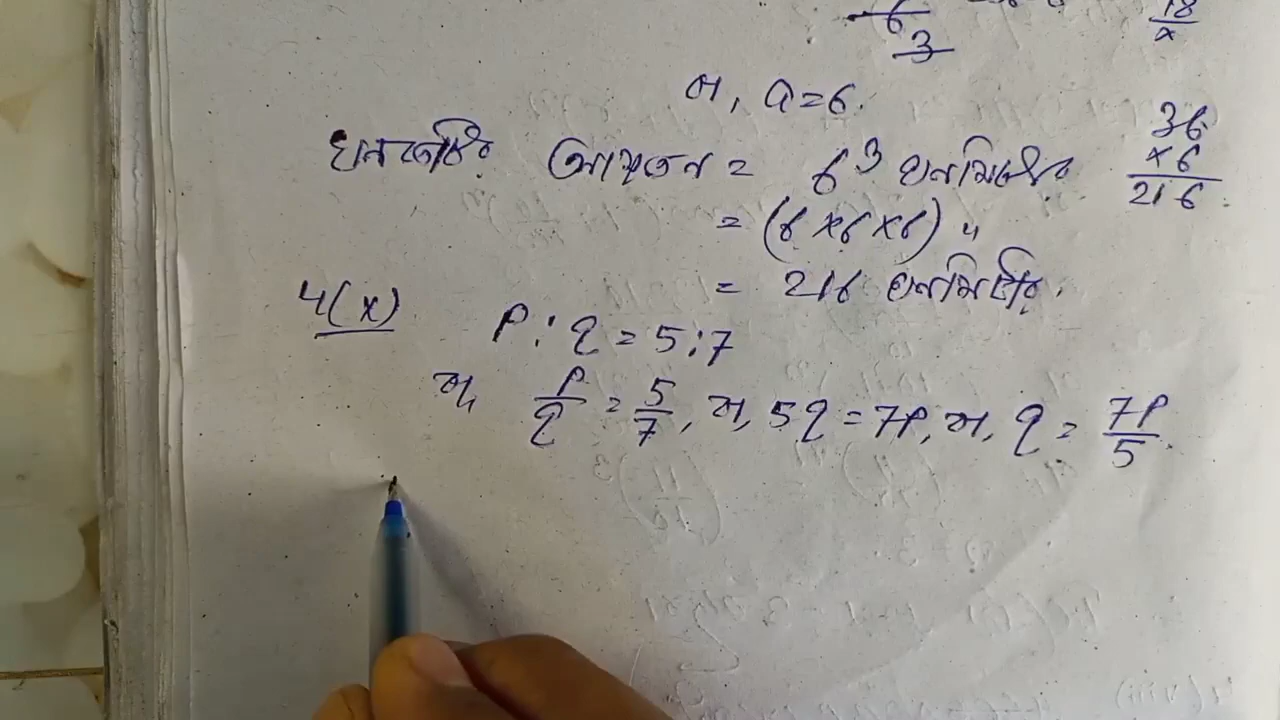 6
3
18
x
বা, a=6.
36
x6
216
ঘনকটির আয়তন = 6³ ঘনমিটার
= (6×6×6) "
= 216 ঘনমিটার.
4(x)
P:q = 5:7
বা, P/q = 5/7, বা, 5q = 7P, বা, q = 7P/5.